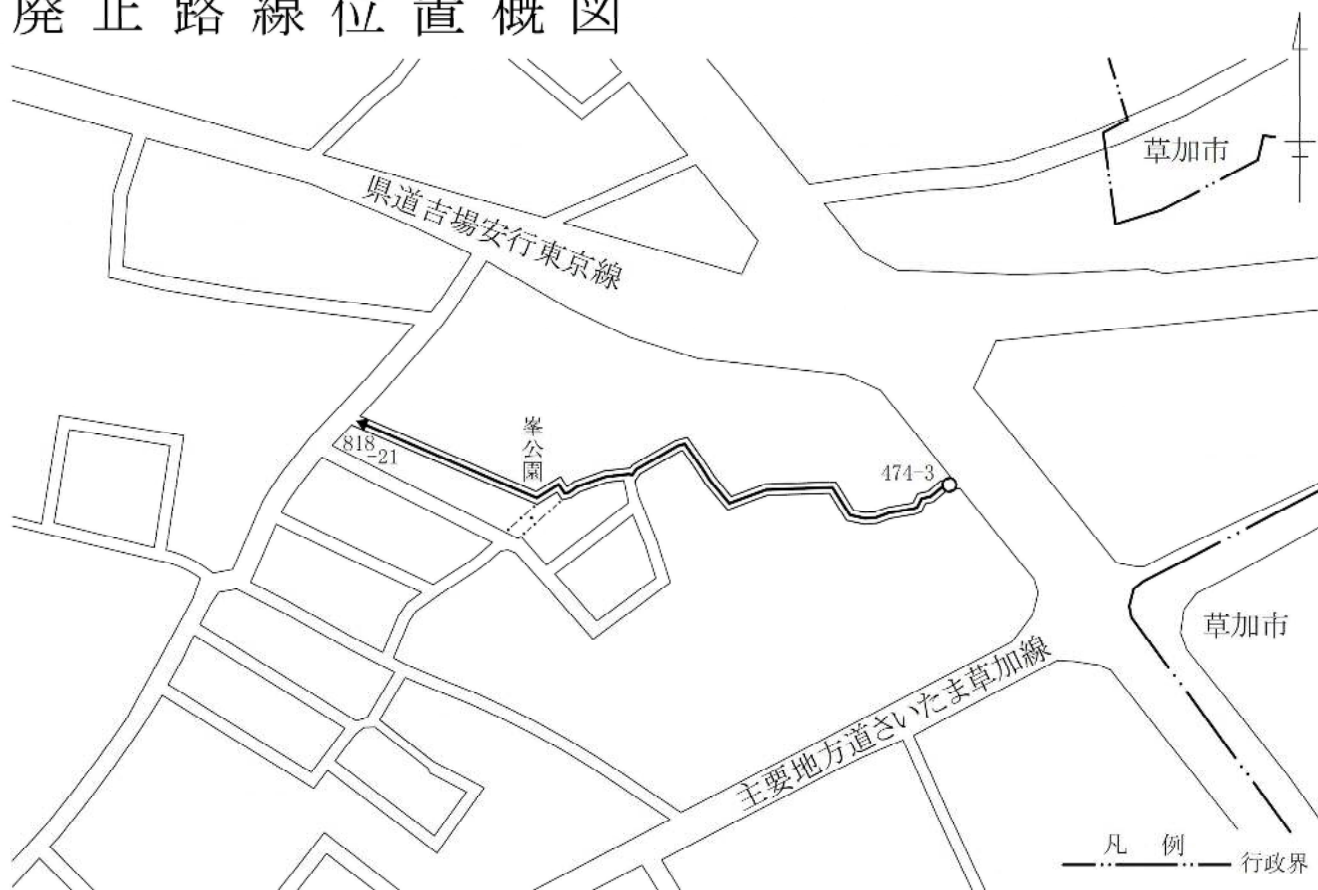 廃止路線位置概図
草加市
県道吉場安行東京線
峯公園
818
-21
474-3
草加市
主要地方道さいたま草加線
凡例
行政界